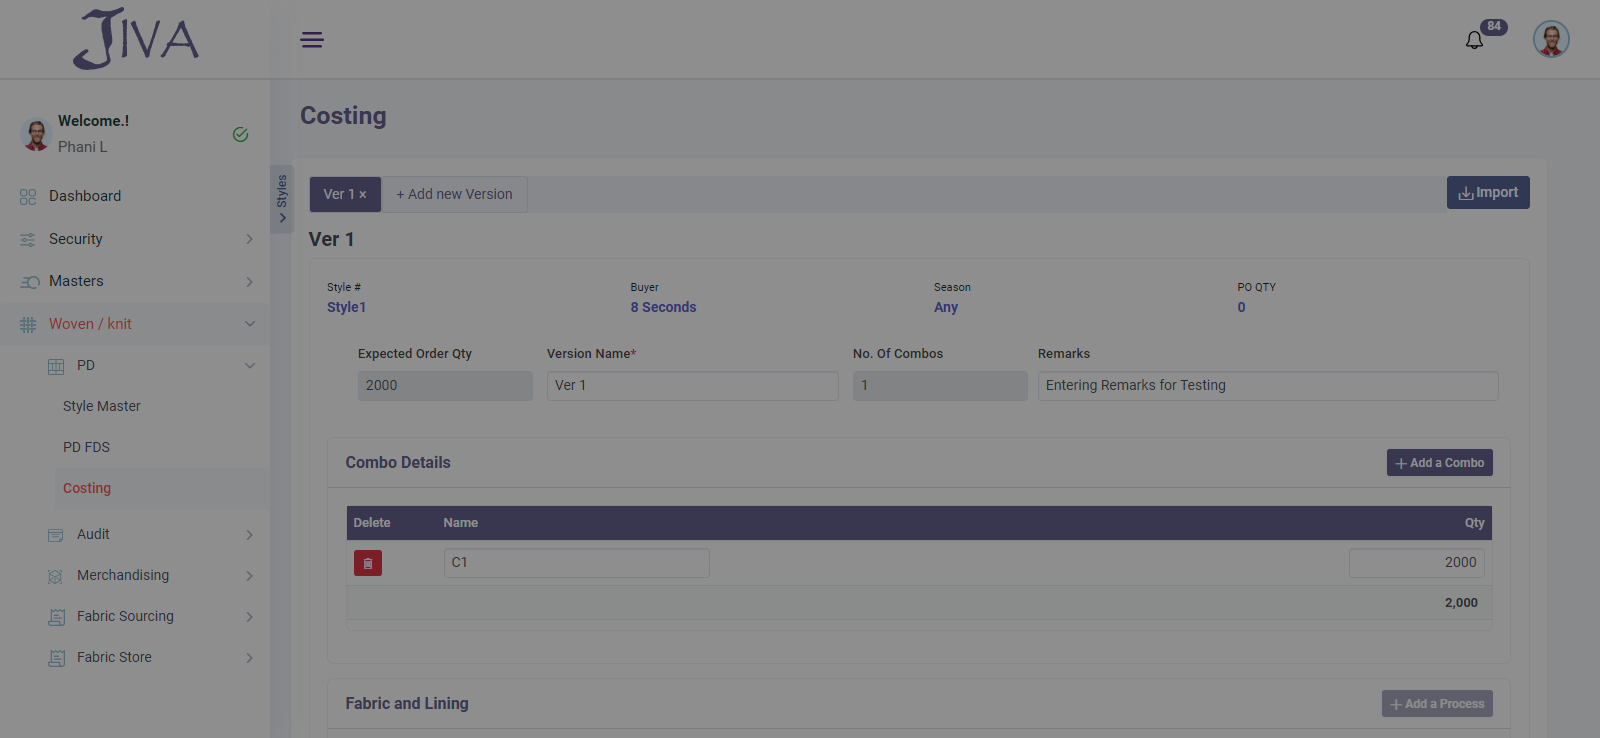 JIVA
84
Welcome.!
Phani L
Dashboard
Security
Masters
Woven / knit
PD
Style Master
PD FDS
Costing
Audit
Merchandising
Fabric Sourcing
Fabric Store
Styles
Costing
Ver 1 × + Add new Version
Import
Ver 1
Style # Buyer Season PO QTY
Style1 8 Seconds Any 0
Expected Order Qty Version Name* No. Of Combos Remarks
2000 Ver 1 1 Entering Remarks for Testing
Combo Details + Add a Combo
Delete Name Qty
C1 2000
2,000
Fabric and Lining + Add a Process